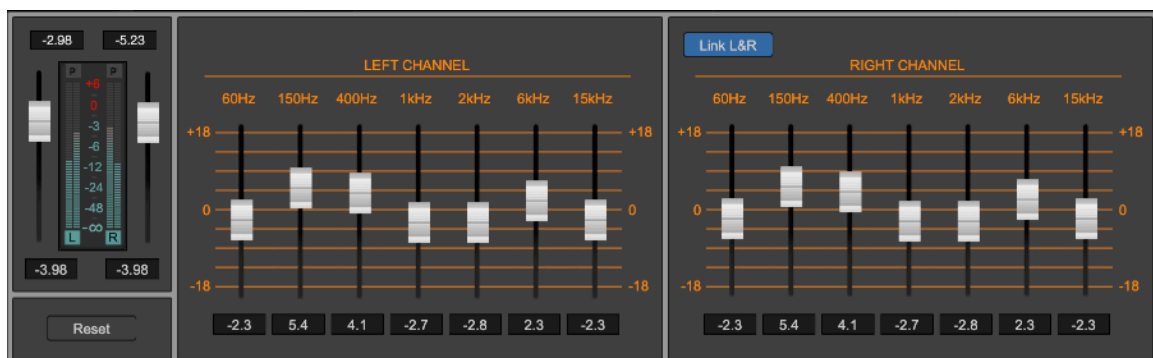 -2.98 -5.23
P P
+6
0
-3
-6
-12
-24
-48
-∞
L R
-3.98 -3.98
Reset
LEFT CHANNEL
60Hz 150Hz 400Hz 1kHz 2kHz 6kHz 15kHz
+18 +18
0 0
-18 -18
-2.3 5.4 4.1 -2.7 -2.8 2.3 -2.3
Link L&R
RIGHT CHANNEL
60Hz 150Hz 400Hz 1kHz 2kHz 6kHz 15kHz
+18 +18
0 0
-18 -18
-2.3 5.4 4.1 -2.7 -2.8 2.3 -2.3